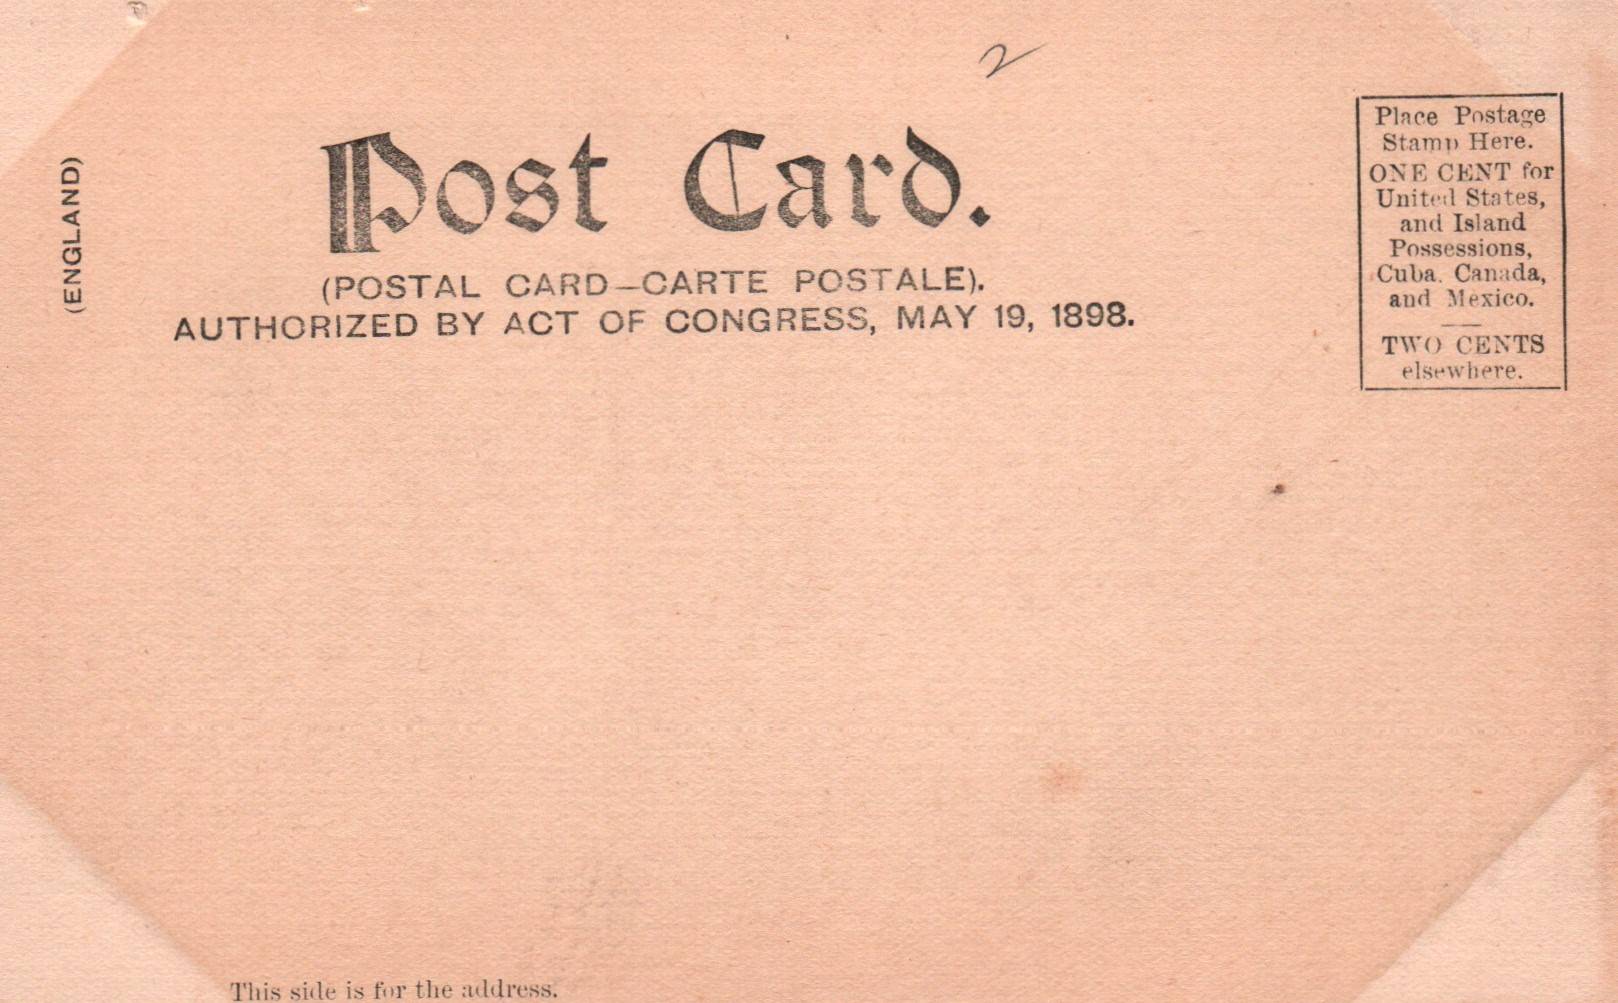 2
Post Card.
(POSTAL CARD—CARTE POSTALE).
AUTHORIZED BY ACT OF CONGRESS, MAY 19, 1898.
(ENGLAND)
Place Postage
Stamp Here.
ONE CENT for
United States,
and Island
Possessions,
Cuba. Canada,
and Mexico.
TWO CENTS
elsewhere.
This side is for the address.